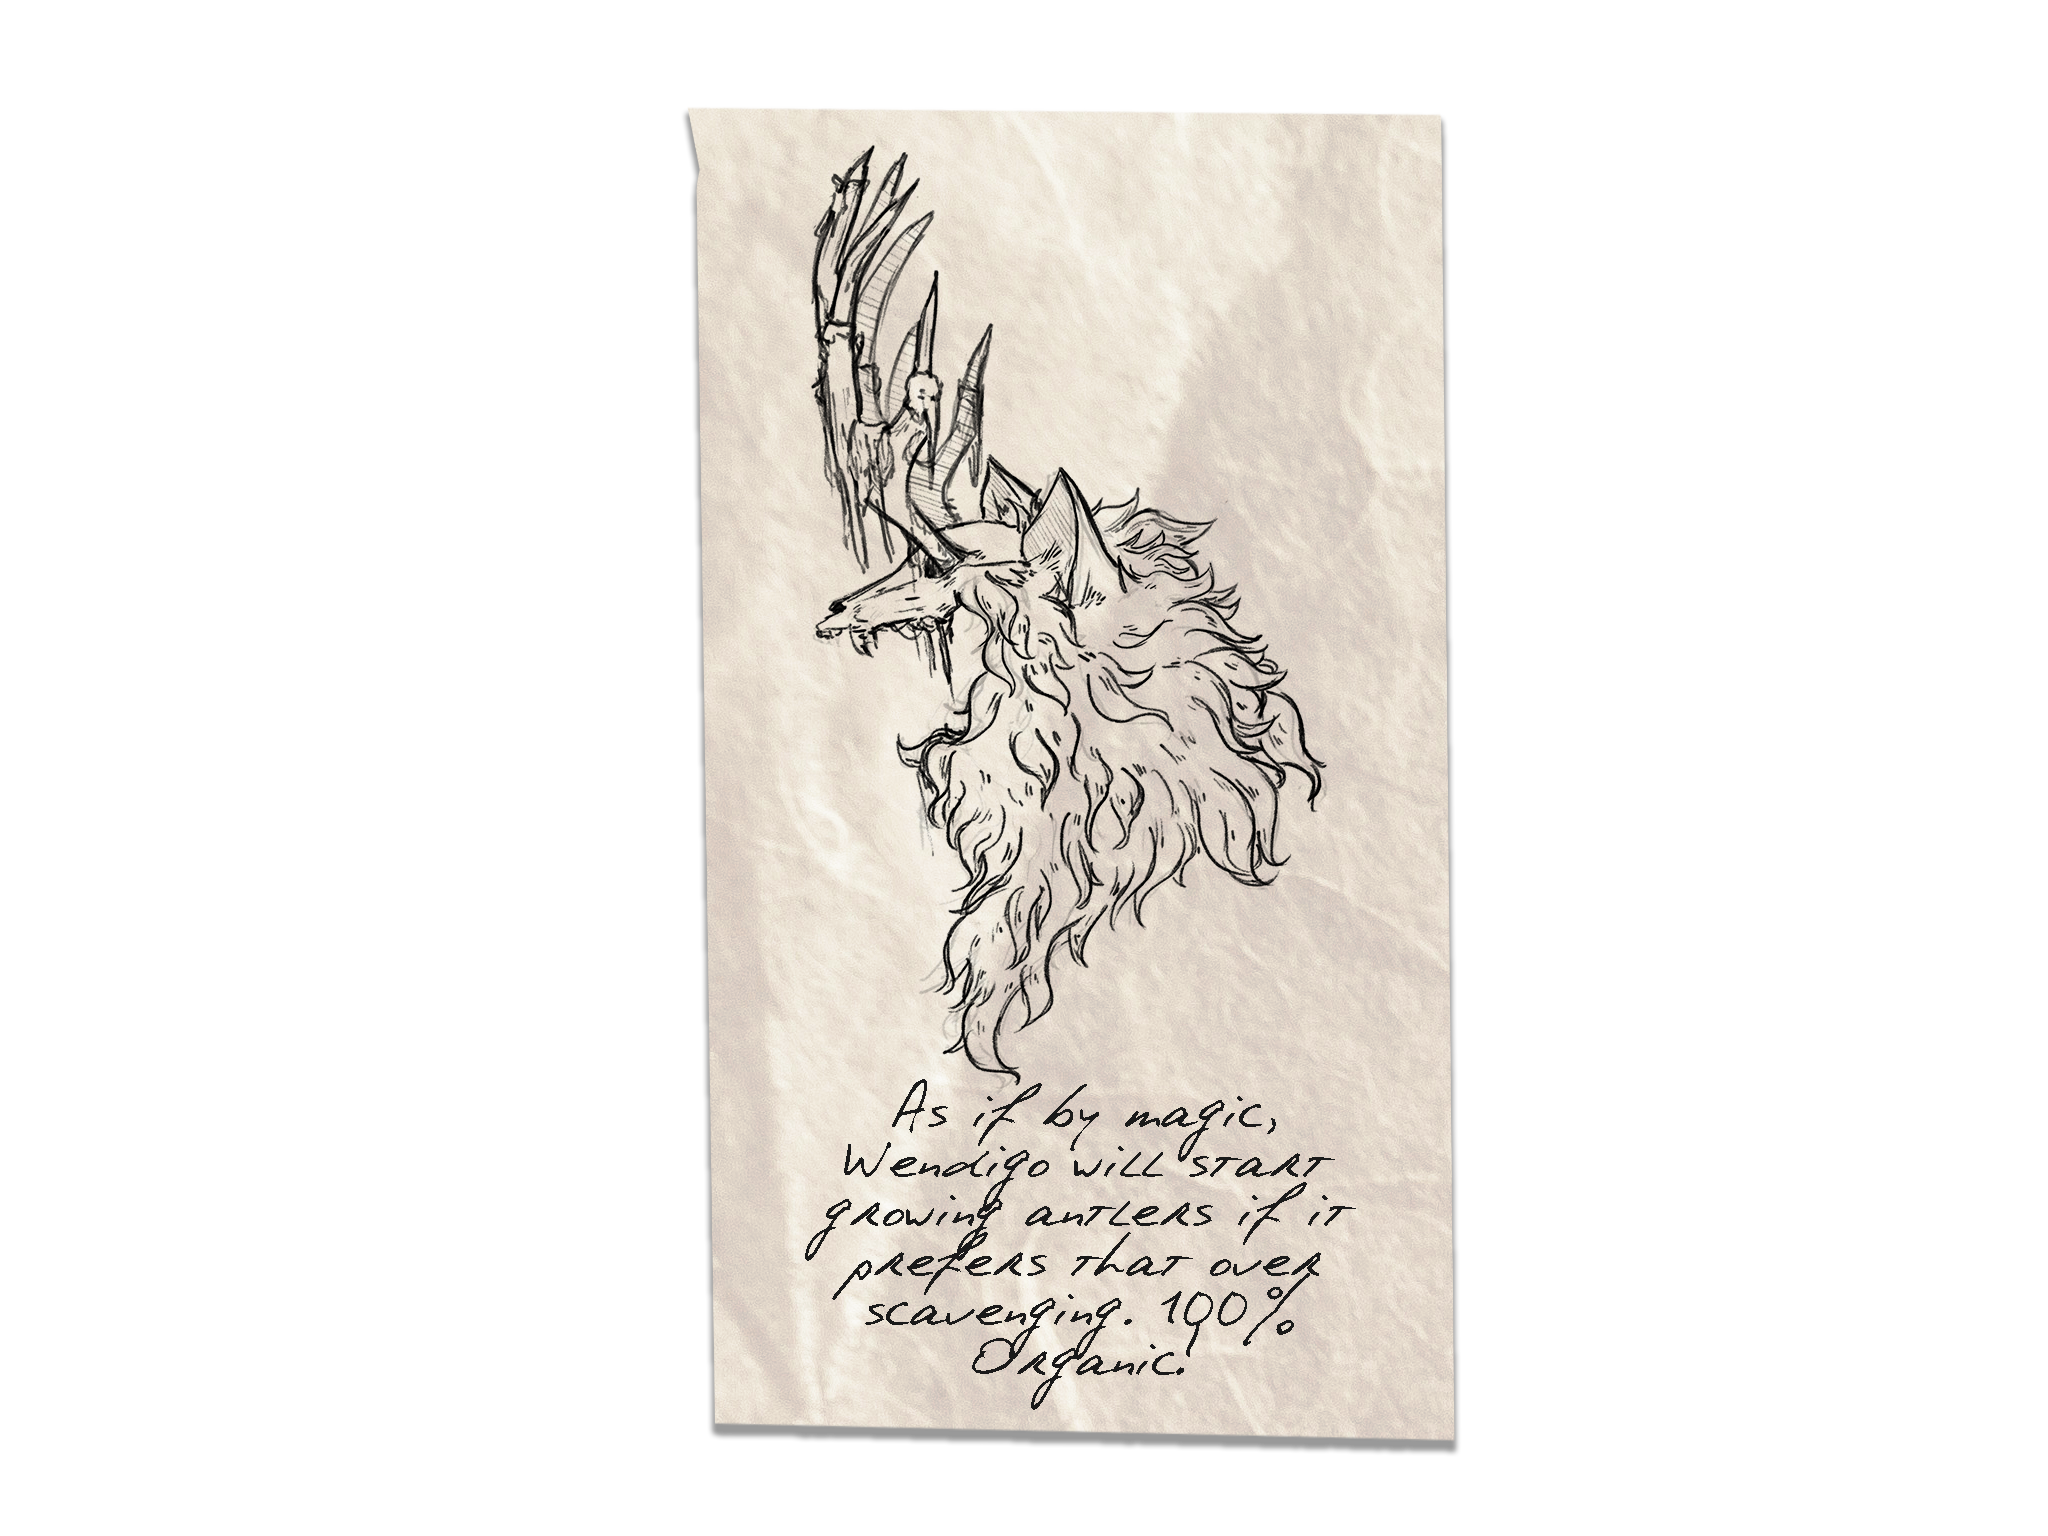 As if by magic,
Wendigo will start
growing antlers if it
prefers that over
scavenging. 100%
Organic.